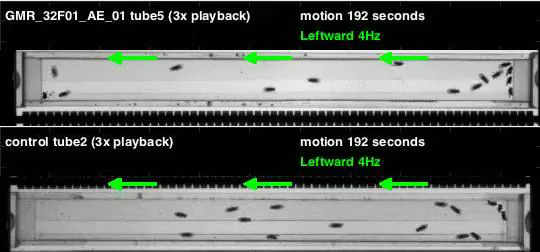 GMR_32F01_AE_01 tube5 (3x playback) motion 192 seconds
Leftward 4Hz
control tube2 (3x playback) motion 192 seconds
Leftward 4Hz